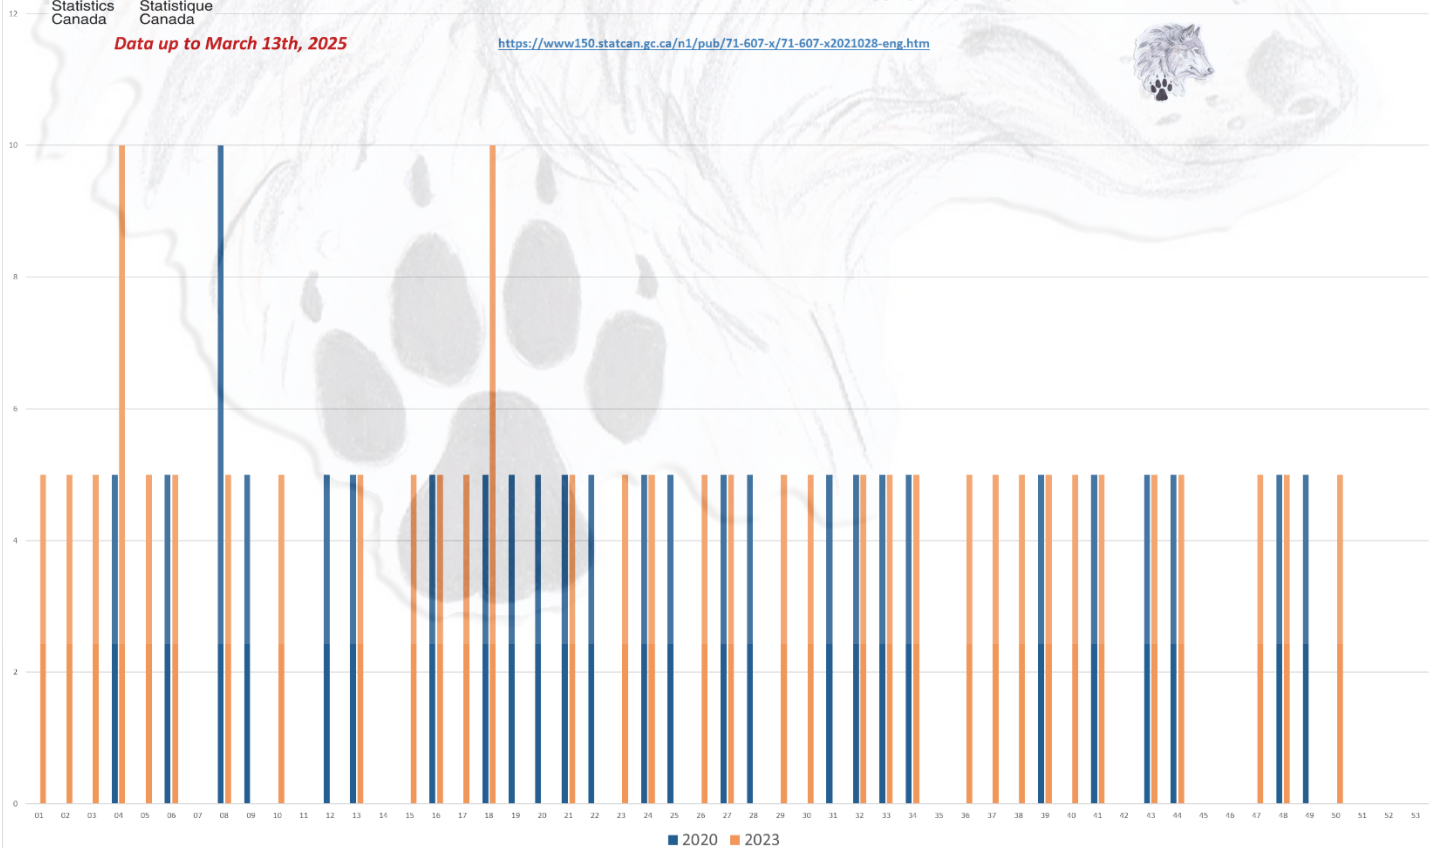 Statistics Statistique
Canada Canada
Data up to March 13th, 2025
https://www150.statcan.gc.ca/n1/pub/71-607-x/71-607-x2021028-eng.htm
12
10
8
6
4
2
0
01 02 03 04 05 06 07 08 09 10 11 12 13 14 15 16 17 18 19 20 21 22 23 24 25 26 27 28 29 30 31 32 33 34 35 36 37 38 39 40 41 42 43 44 45 46 47 48 49 50 51 52 53
2020 2023